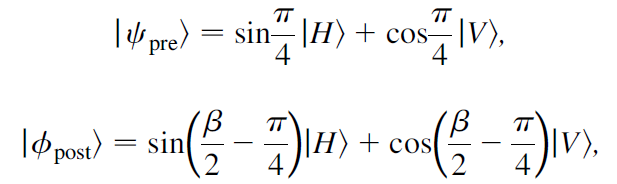 |ψ_pre⟩ = sin π/4 |H⟩ + cos π/4 |V⟩,
|ϕ_post⟩ = sin(β/2 − π/4)|H⟩ + cos(β/2 − π/4)|V⟩,